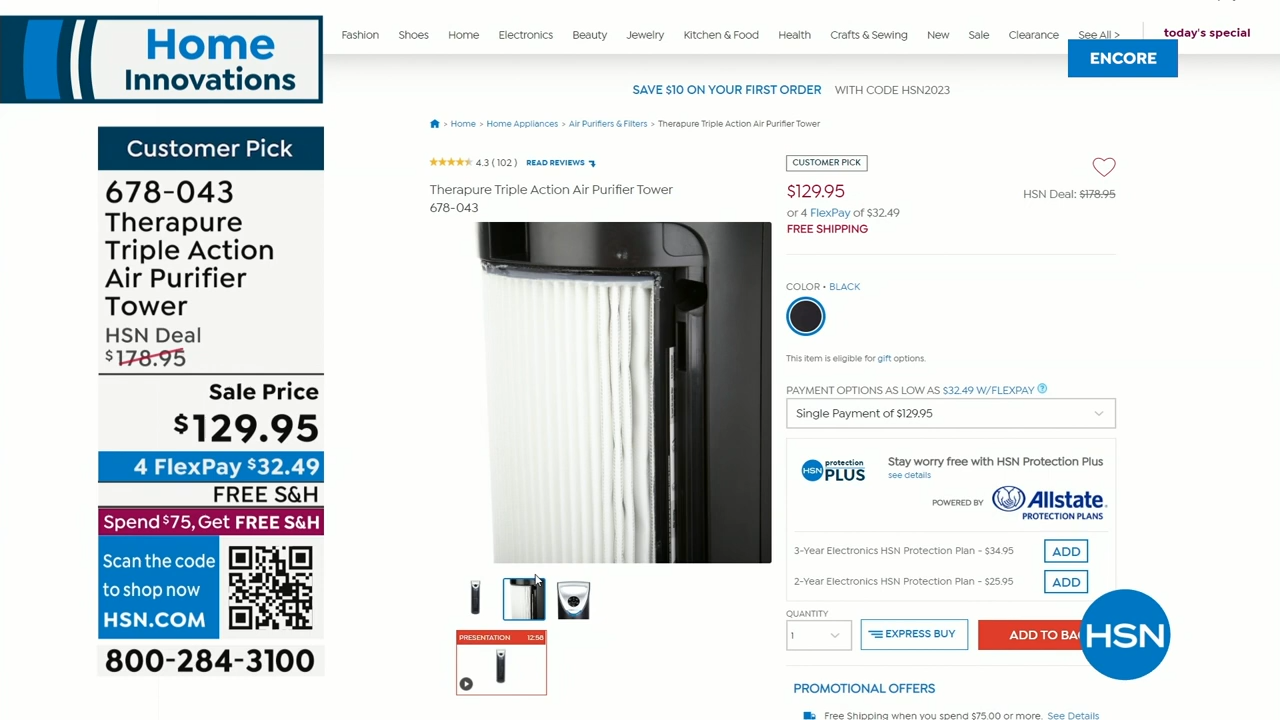 Home
Innovations
Customer Pick
678-043
Therapure
Triple Action
Air Purifier
Tower
HSN Deal
$178.95
Sale Price
$129.95
4 FlexPay $32.49
FREE S&H
Spend $75, Get FREE S&H
Scan the code
to shop now
HSN.COM
800-284-3100
Fashion Shoes Home Electronics Beauty Jewelry Kitchen & Food Health Crafts & Sewing New Sale Clearance See All > today's special
ENCORE
SAVE $10 ON YOUR FIRST ORDER WITH CODE HSN2023
> Home > Home Appliances > Air Purifiers & Filters > Therapure Triple Action Air Purifier Tower
4.3 ( 102 ) READ REVIEWS
Therapure Triple Action Air Purifier Tower
678-043
PRESENTATION 12:58
CUSTOMER PICK
$129.95 HSN Deal: $178.95
or 4 FlexPay of $32.49
FREE SHIPPING
COLOR • BLACK
This item is eligible for gift options.
PAYMENT OPTIONS AS LOW AS $32.49 W/FLEXPAY ?
Single Payment of $129.95
HSN protection PLUS
Stay worry free with HSN Protection Plus
see details
POWERED BY Allstate.
PROTECTION PLANS
3-Year Electronics HSN Protection Plan - $34.95 ADD
2-Year Electronics HSN Protection Plan - $25.95 ADD
QUANTITY
1 EXPRESS BUY ADD TO BA
HSN
PROMOTIONAL OFFERS
Free Shipping when you spend $75.00 or more. See Details